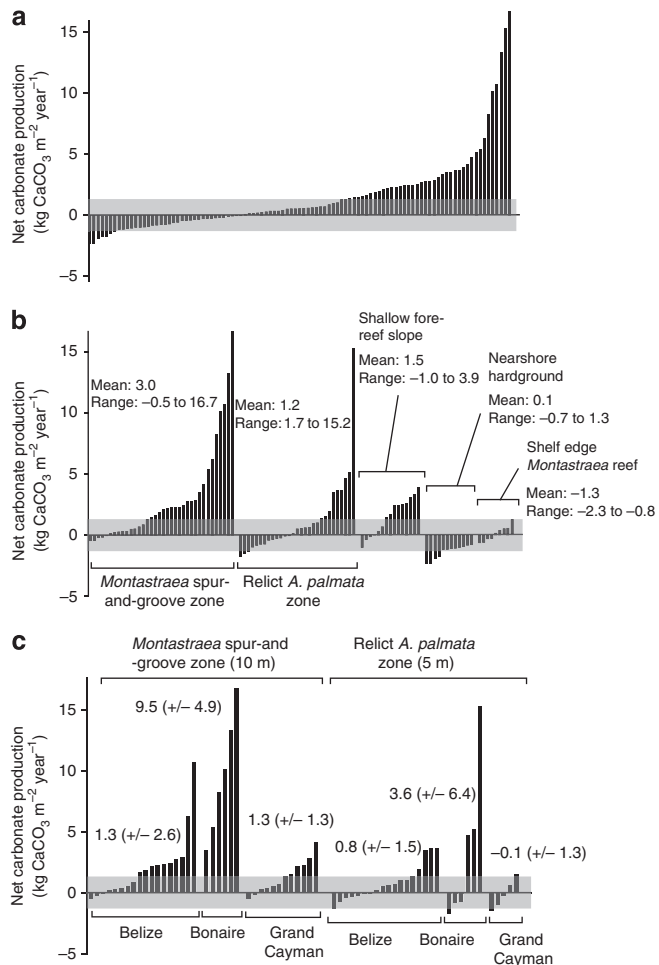 a
Net carbonate production
(kg CaCO₃ m⁻² year⁻¹)
15
10
5
0
−5
b
Net carbonate production
(kg CaCO₃ m⁻² year⁻¹)
15
10
5
0
−5
Mean: 3.0
Range: −0.5 to 16.7
Mean: 1.2
Range: 1.7 to 15.2
Shallow fore-
reef slope
Mean: 1.5
Range: −1.0 to 3.9
Nearshore
hardground
Mean: 0.1
Range: −0.7 to 1.3
Shelf edge
Montastraea reef
Mean: −1.3
Range: −2.3 to −0.8
Montastraea spur-
and-groove zone
Relict A. palmata
zone
c
Montastraea spur-and
-groove zone (10 m)
Relict A. palmata
zone (5 m)
Net carbonate production
(kg CaCO₃ m⁻² year⁻¹)
15
10
5
0
−5
1.3 (+/− 2.6)
9.5 (+/− 4.9)
1.3 (+/− 1.3)
0.8 (+/− 1.5)
3.6 (+/− 6.4)
−0.1 (+/− 1.3)
Belize
Bonaire
Grand
Cayman
Belize
Bonaire
Grand
Cayman